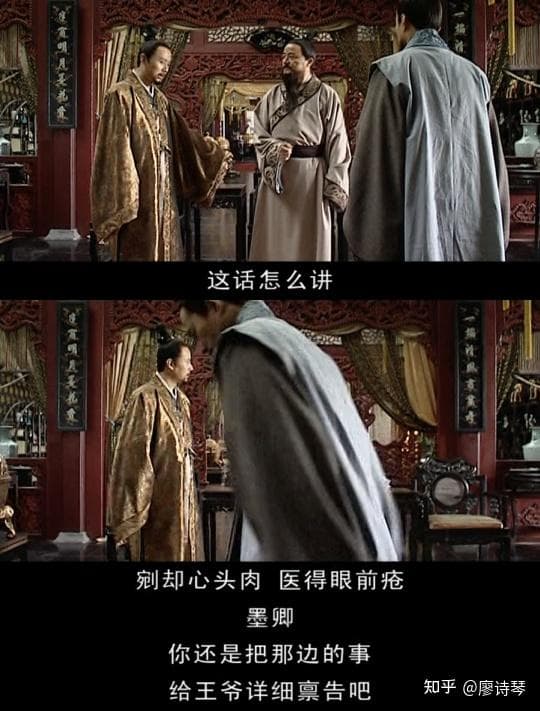 这话怎么讲
剜却心头肉 医得眼前疮
墨卿
你还是把那边的事
给王爷详细禀告吧
知乎 @廖诗琴